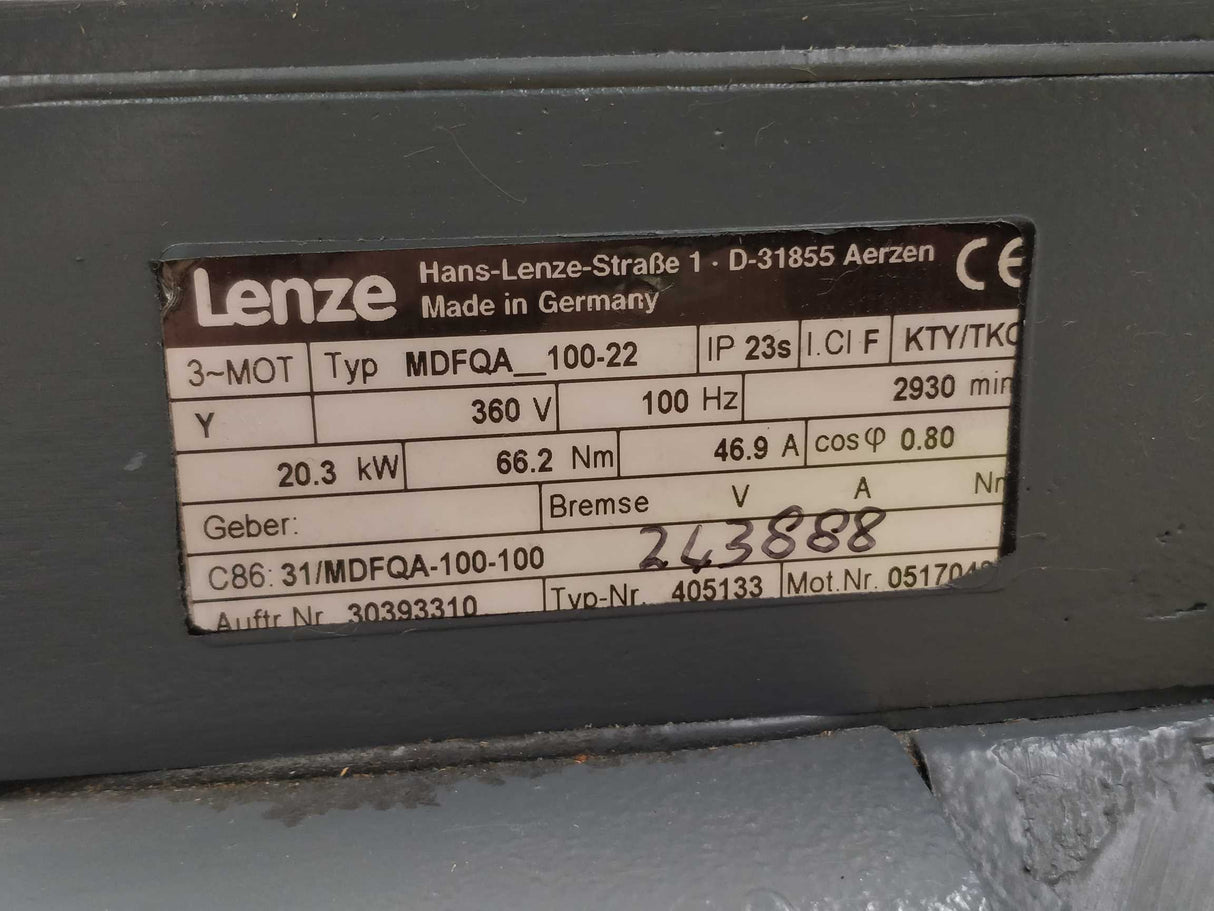 Lenze Hans-Lenze-Straße 1 · D-31855 Aerzen CE
Made in Germany
3~MOT Typ MDFQA__100-22 IP 23s I.Cl F KTY/TKO
Y 360 V 100 Hz 2930 min
20.3 kW 66.2 Nm 46.9 A cosφ 0.80
Geber: Bremse V A Nm
C86: 31/MDFQA-100-100 243888
Auftr Nr. 30393310 Typ-Nr. 405133 Mot.Nr. 051704